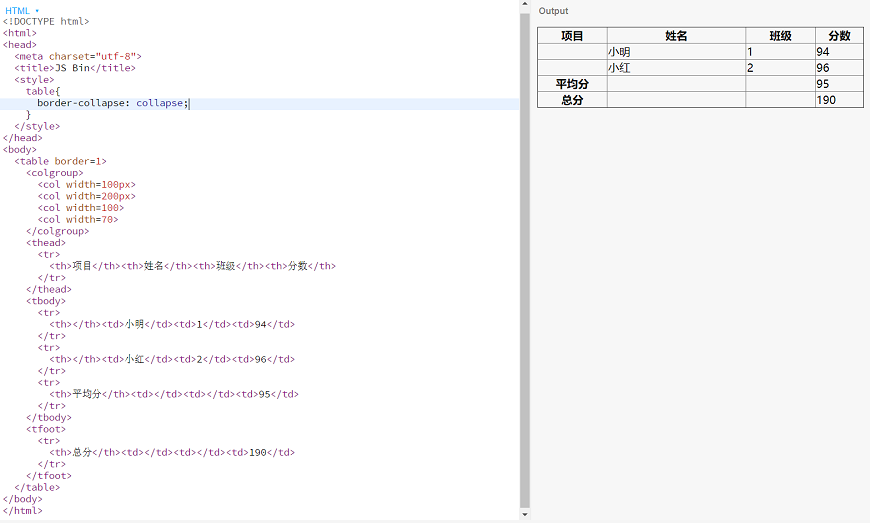 HTML •
<!DOCTYPE html>
<html>
<head>
  <meta charset="utf-8">
  <title>JS Bin</title>
  <style>
    table{
      border-collapse: collapse;
    }
  </style>
</head>
<body>
  <table border=1>
    <colgroup>
      <col width=100px>
      <col width=200px>
      <col width=100>
      <col width=70>
    </colgroup>
    <thead>
      <tr>
        <th>项目</th><th>姓名</th><th>班级</th><th>分数</th>
      </tr>
    </thead>
    <tbody>
      <tr>
        <th></th><td>小明</td><td>1</td><td>94</td>
      </tr>
      <tr>
        <th></th><td>小红</td><td>2</td><td>96</td>
      </tr>
      <tr>
        <th>平均分</th><td></td><td></td><td>95</td>
      </tr>
    </tbody>
    <tfoot>
      <tr>
        <th>总分</th><td></td><td></td><td>190</td>
      </tr>
    </tfoot>
  </table>
</body>
</html>
Output
项目 姓名 班级 分数
小明 1 94
小红 2 96
平均分 95
总分 190